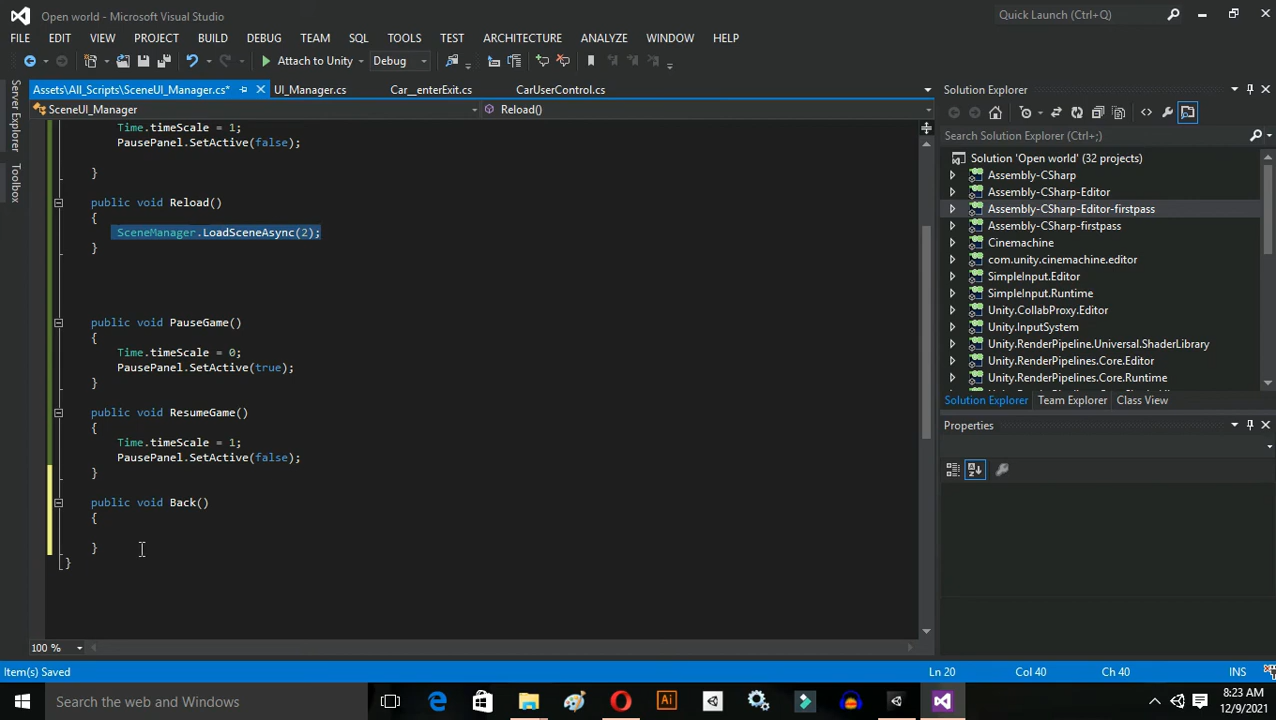 Open world - Microsoft Visual Studio
Quick Launch (Ctrl+Q)
FILE EDIT VIEW PROJECT BUILD DEBUG TEAM SQL TOOLS TEST ARCHITECTURE ANALYZE WINDOW HELP
Attach to Unity Debug
Server Explorer
Toolbox
Assets\All_Scripts\SceneUI_Manager.cs* UI_Manager.cs Car__enterExit.cs CarUserControl.cs
SceneUI_Manager Reload()
Time.timeScale = 1;
PausePanel.SetActive(false);
}
public void Reload()
{
SceneManager.LoadSceneAsync(2);
}
public void PauseGame()
{
Time.timeScale = 0;
PausePanel.SetActive(true);
}
public void ResumeGame()
{
Time.timeScale = 1;
PausePanel.SetActive(false);
}
public void Back()
{
}
}
100 %
Solution Explorer
Search Solution Explorer (Ctrl+;)
Solution 'Open world' (32 projects)
Assembly-CSharp
Assembly-CSharp-Editor
Assembly-CSharp-Editor-firstpass
Assembly-CSharp-firstpass
Cinemachine
com.unity.cinemachine.editor
SimpleInput.Editor
SimpleInput.Runtime
Unity.CollabProxy.Editor
Unity.InputSystem
Unity.RenderPipeline.Universal.ShaderLibrary
Unity.RenderPipelines.Core.Editor
Unity.RenderPipelines.Core.Runtime
Solution Explorer Team Explorer Class View
Properties
Item(s) Saved Ln 20 Col 40 Ch 40 INS
Search the web and Windows
Ai
8:23 AM
12/9/2021